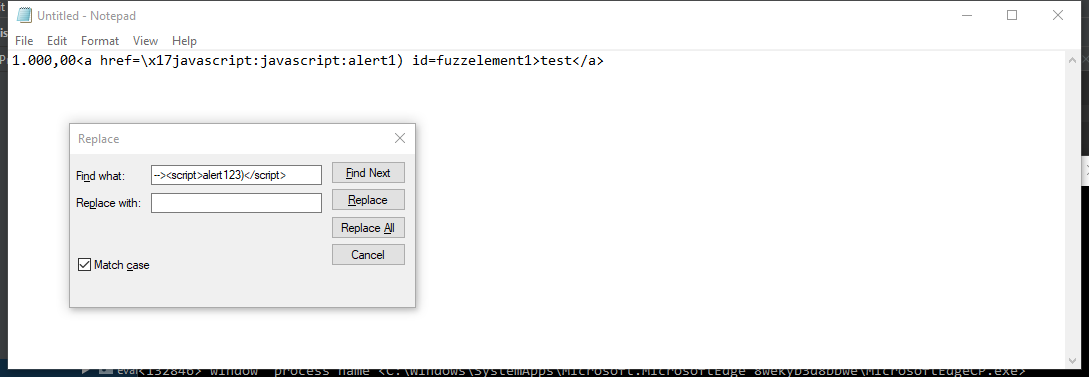 Untitled - Notepad
File Edit Format View Help
1.000,00<a href=\x17javascript:javascript:alert1) id=fuzzelement1>test</a>
Replace
Find what: --><script>alert123)</script> Find Next
Replace with: Replace
Replace All
Cancel
Match case
eval<132846> window process name <C:\Windows\SystemApps\Microsoft.MicrosoftEdge_8wekyb3d8bbwe\MicrosoftEdgeCP.exe>